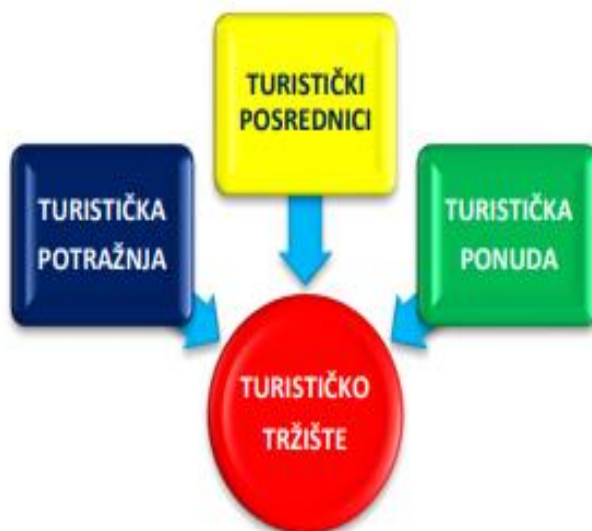 TURISTIČKI
POSREDNICI
TURISTIČKA
POTRAŽNJA
TURISTIČKA
PONUDA
TURISTIČKO
TRŽIŠTE